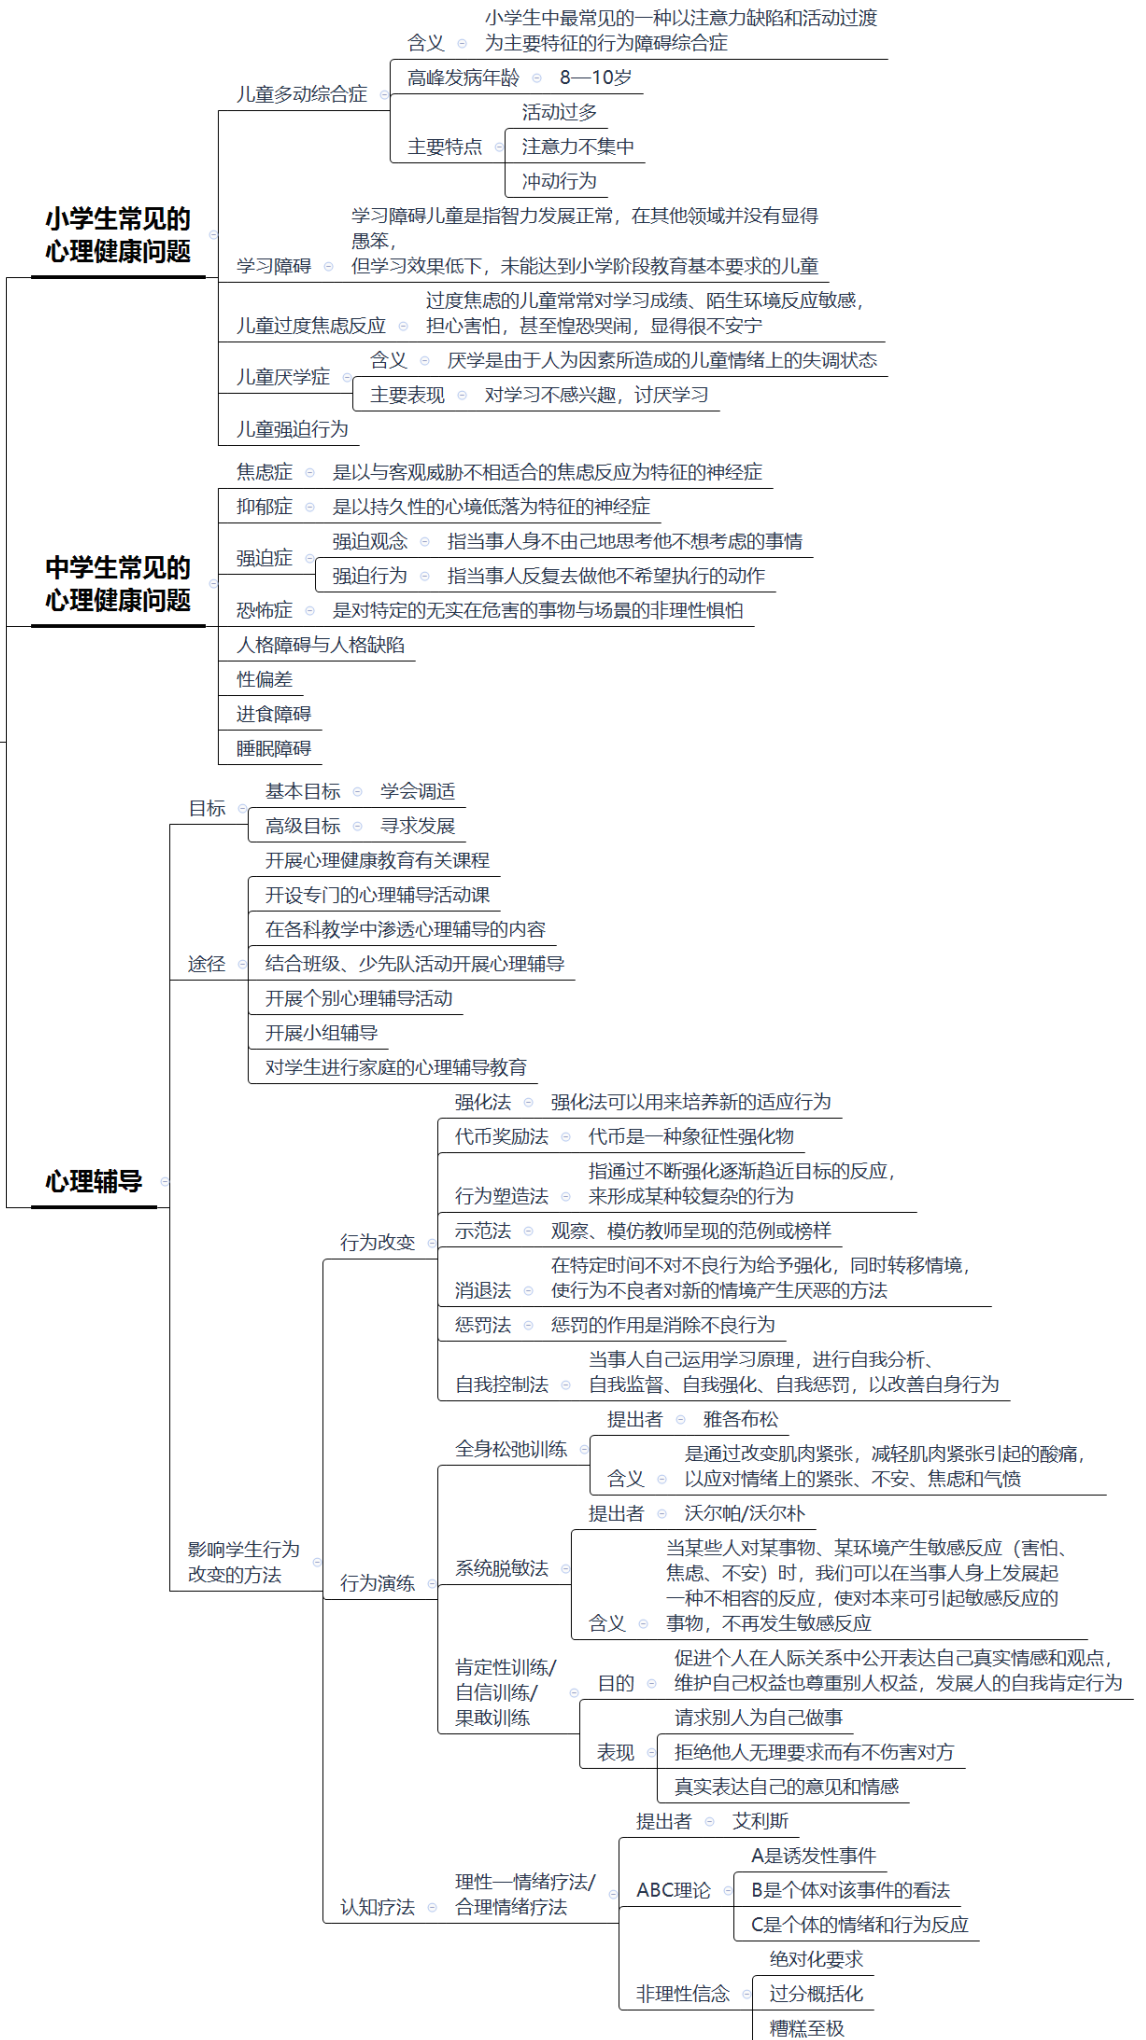 小学生常见的
心理健康问题
儿童多动综合症
含义
小学生中最常见的一种以注意力缺陷和活动过渡
为主要特征的行为障碍综合症
高峰发病年龄
8—10岁
主要特点
活动过多
注意力不集中
冲动行为
学习障碍
学习障碍儿童是指智力发展正常，在其他领域并没有显得
愚笨，
但学习效果低下，未能达到小学阶段教育基本要求的儿童
儿童过度焦虑反应
过度焦虑的儿童常常对学习成绩、陌生环境反应敏感，
担心害怕，甚至惶恐哭闹，显得很不安宁
儿童厌学症
含义
厌学是由于人为因素所造成的儿童情绪上的失调状态
主要表现
对学习不感兴趣，讨厌学习
儿童强迫行为
中学生常见的
心理健康问题
焦虑症
是以与客观威胁不相适合的焦虑反应为特征的神经症
抑郁症
是以持久性的心境低落为特征的神经症
强迫症
强迫观念
指当事人身不由己地思考他不想考虑的事情
强迫行为
指当事人反复去做他不希望执行的动作
恐怖症
是对特定的无实在危害的事物与场景的非理性惧怕
人格障碍与人格缺陷
性偏差
进食障碍
睡眠障碍
心理辅导
目标
基本目标
学会调适
高级目标
寻求发展
途径
开展心理健康教育有关课程
开设专门的心理辅导活动课
在各科教学中渗透心理辅导的内容
结合班级、少先队活动开展心理辅导
开展个别心理辅导活动
开展小组辅导
对学生进行家庭的心理辅导教育
影响学生行为
改变的方法
行为改变
强化法
强化法可以用来培养新的适应行为
代币奖励法
代币是一种象征性强化物
行为塑造法
指通过不断强化逐渐趋近目标的反应，
来形成某种较复杂的行为
示范法
观察、模仿教师呈现的范例或榜样
消退法
在特定时间不对不良行为给予强化，同时转移情境，
使行为不良者对新的情境产生厌恶的方法
惩罚法
惩罚的作用是消除不良行为
自我控制法
当事人自己运用学习原理，进行自我分析、
自我监督、自我强化、自我惩罚，以改善自身行为
行为演练
全身松弛训练
提出者
雅各布松
含义
是通过改变肌肉紧张，减轻肌肉紧张引起的酸痛，
以应对情绪上的紧张、不安、焦虑和气愤
系统脱敏法
提出者
沃尔帕/沃尔朴
含义
当某些人对某事物、某环境产生敏感反应（害怕、
焦虑、不安）时，我们可以在当事人身上发展起
一种不相容的反应，使对本来可引起敏感反应的
事物，不再发生敏感反应
肯定性训练/
自信训练/
果敢训练
目的
促进个人在人际关系中公开表达自己真实情感和观点，
维护自己权益也尊重别人权益，发展人的自我肯定行为
表现
请求别人为自己做事
拒绝他人无理要求而有不伤害对方
真实表达自己的意见和情感
认知疗法
理性—情绪疗法/
合理情绪疗法
提出者
艾利斯
ABC理论
A是诱发性事件
B是个体对该事件的看法
C是个体的情绪和行为反应
非理性信念
绝对化要求
过分概括化
糟糕至极